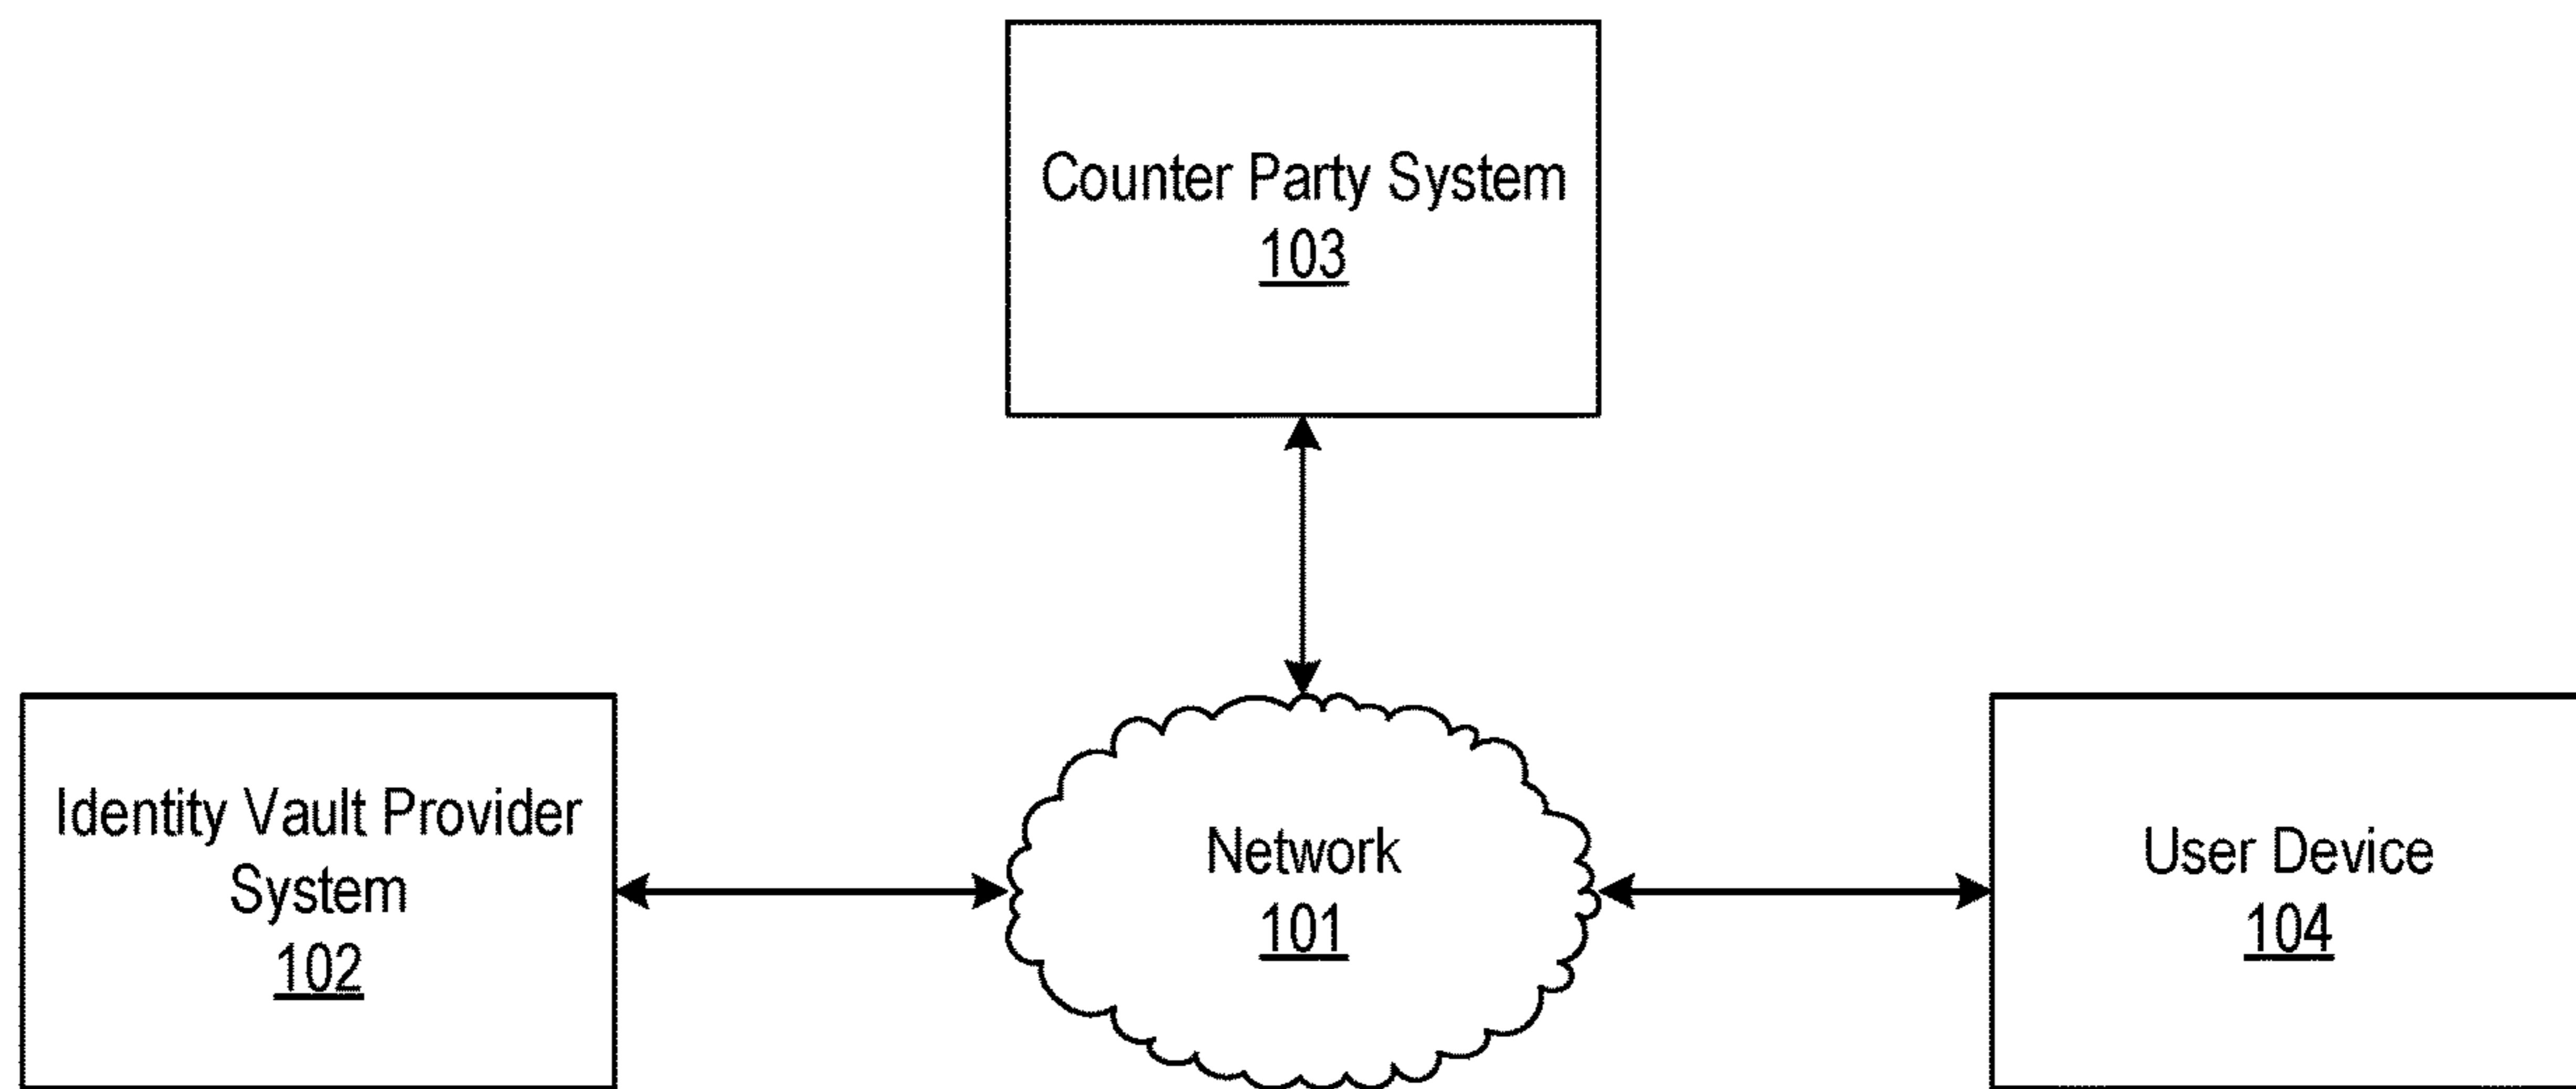 Counter Party System
103
Identity Vault Provider
System
102
Network
101
User Device
104